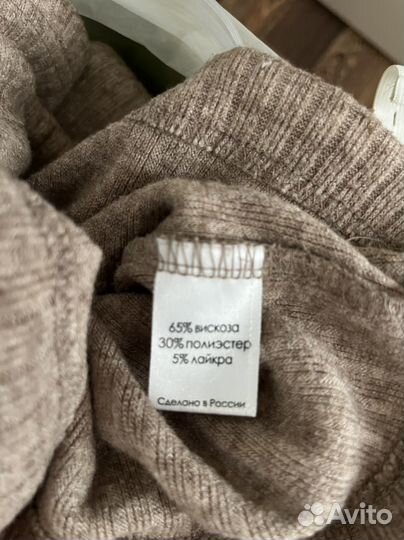 65% вискоза
30% полиэстер
5% лайкра
Сделано в России
Avito